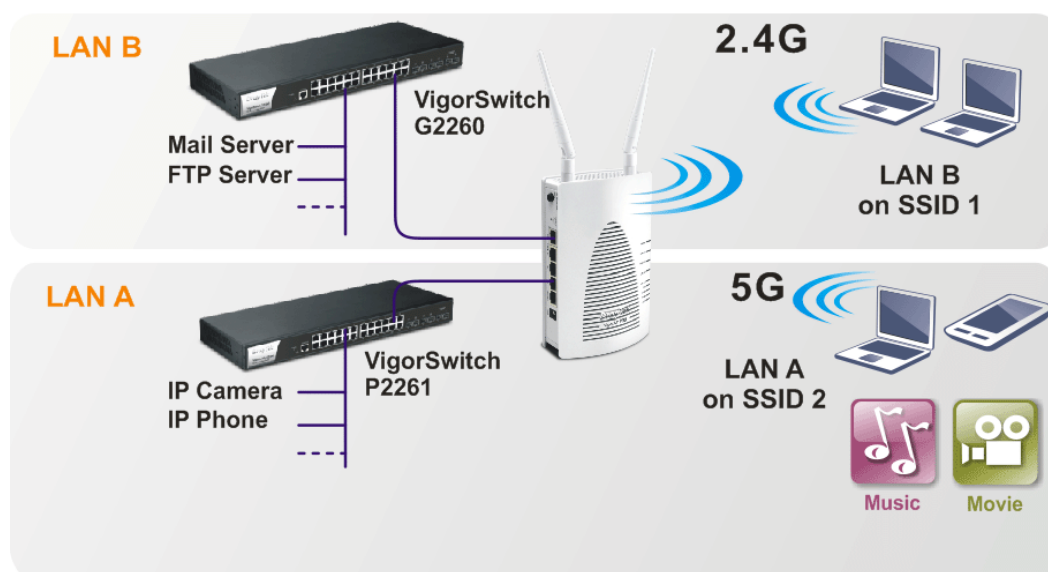 LAN B
VigorSwitch
G2260
Mail Server
FTP Server
2.4G
LAN B
on SSID 1
LAN A
VigorSwitch
P2261
IP Camera
IP Phone
5G
LAN A
on SSID 2
Music
Movie